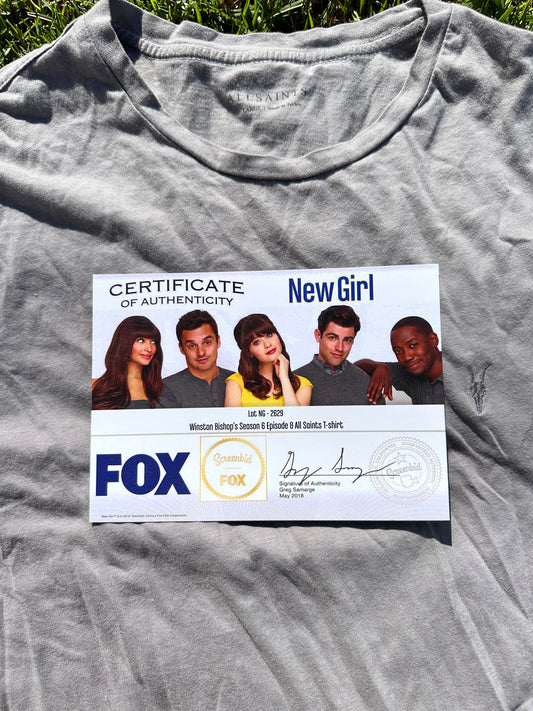 ALLSAINTS
CERTIFICATE
OF AUTHENTICITY
New Girl
Lot NG - 2629
Winston Bishop's Season 6 Episode 8 All Saints T-shirt
FOX
Screenbid
FOX
Signature of Authenticity
Greg Samarge
May 2018
Screenbid